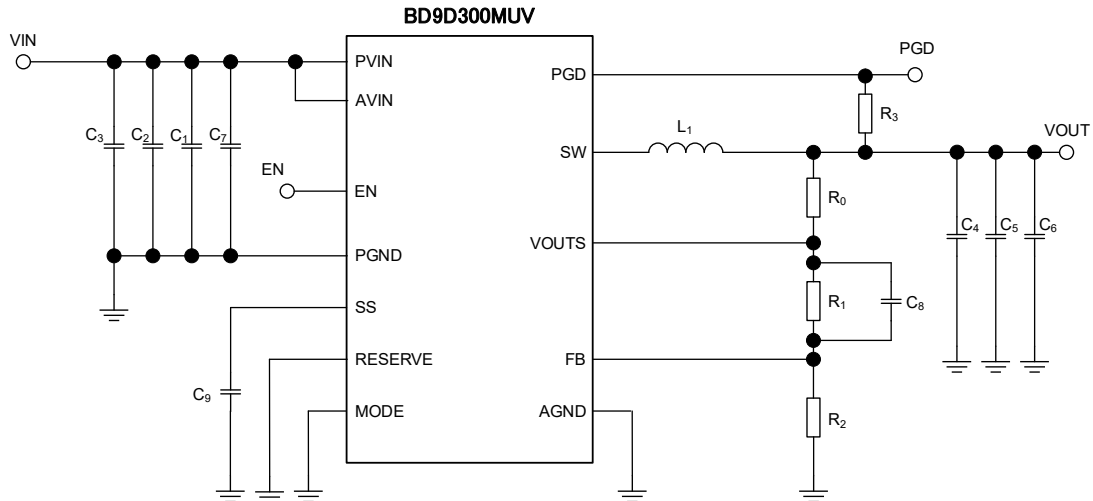 BD9D300MUV
VIN
PVIN
PGD
PGD
AVIN
R3
C3
C2
C1
C7
L1
VOUT
SW
EN
EN
R0
C4
C5
C6
VOUTS
PGND
SS
R1
C8
RESERVE
FB
C9
MODE
AGND
R2